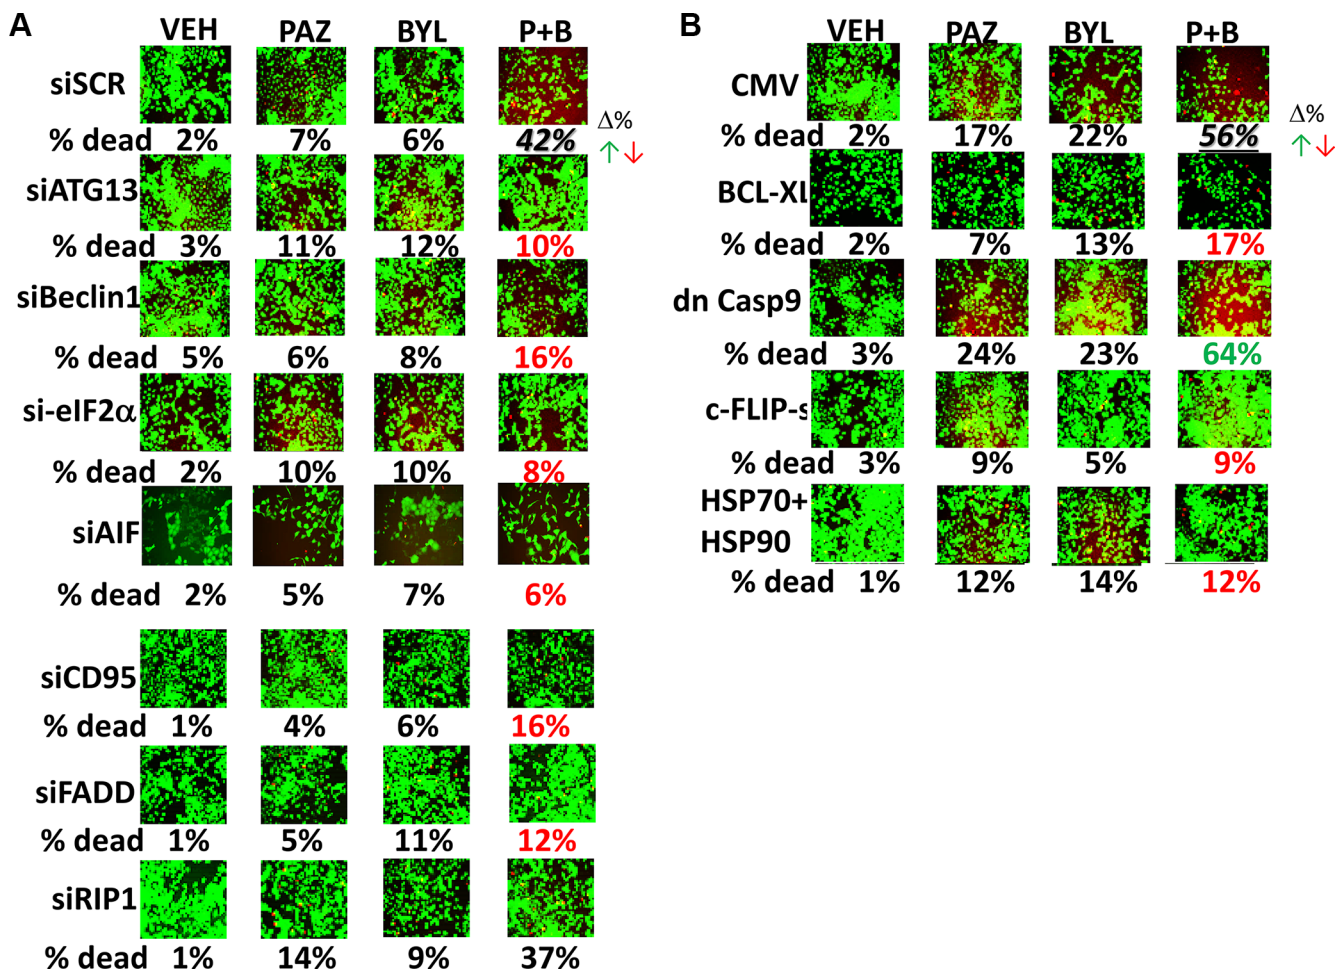 A
VEH PAZ BYL P+B
siSCR
% dead 2% 7% 6% 42%
Δ%
↑↓
siATG13
% dead 3% 11% 12% 10%
siBeclin1
% dead 5% 6% 8% 16%
si-eIF2α
% dead 2% 10% 10% 8%
siAIF
% dead 2% 5% 7% 6%
siCD95
% dead 1% 4% 6% 16%
siFADD
% dead 1% 5% 11% 12%
siRIP1
% dead 1% 14% 9% 37%
B
VEH PAZ BYL P+B
CMV
% dead 2% 17% 22% 56%
Δ%
↑↓
BCL-XL
% dead 2% 7% 13% 17%
dn Casp9
% dead 3% 24% 23% 64%
c-FLIP-s
% dead 3% 9% 5% 9%
HSP70+
HSP90
% dead 1% 12% 14% 12%